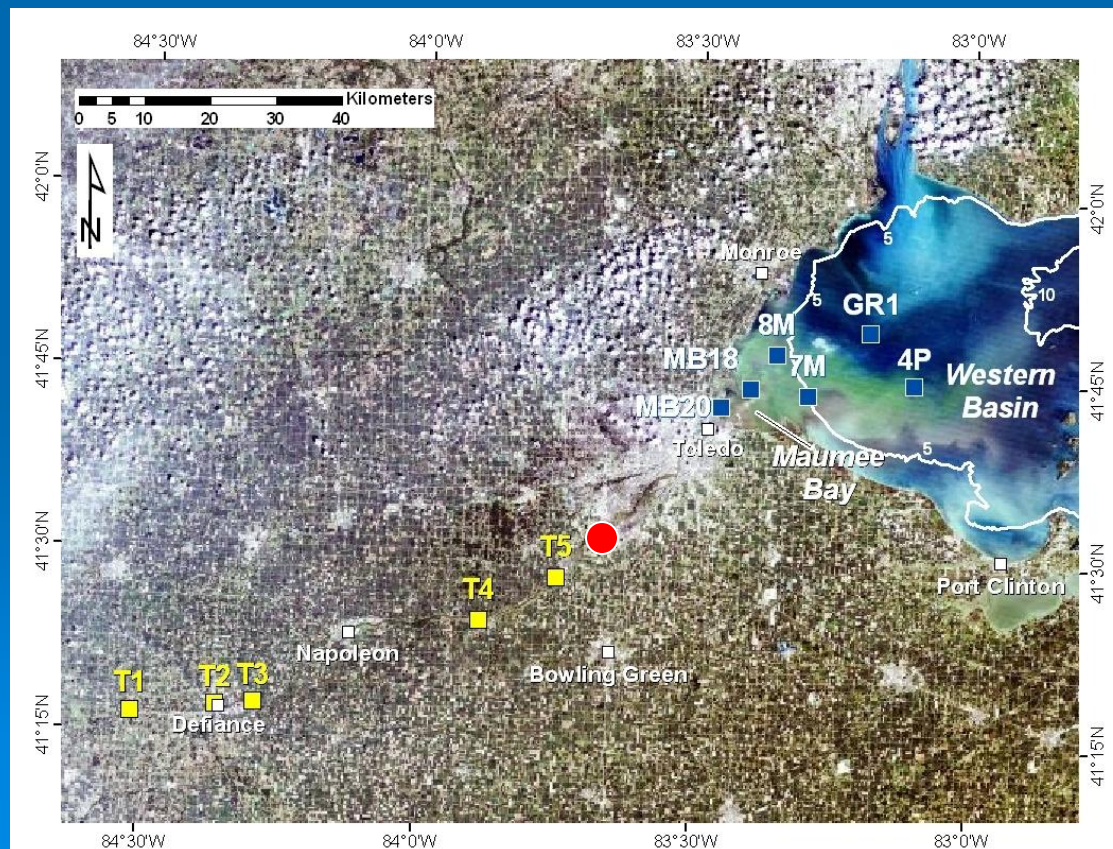 84°30'W 84°0'W 83°30'W 83°0'W
Kilometers
0 5 10 20 30 40
N
42°0'N
42°0'N
5
Monroe
5
10
GR1
8M
41°45'N
MB18
7M
4P
Western
Basin
41°45'N
MB20
Toledo
Maumee
Bay
5
41°30'N
T5
Port Clinton
41°30'N
T4
Napoleon
Bowling Green
T1 T2 T3
Defiance
41°15'N
41°15'N
84°30'W 84°0'W 83°30'W 83°0'W